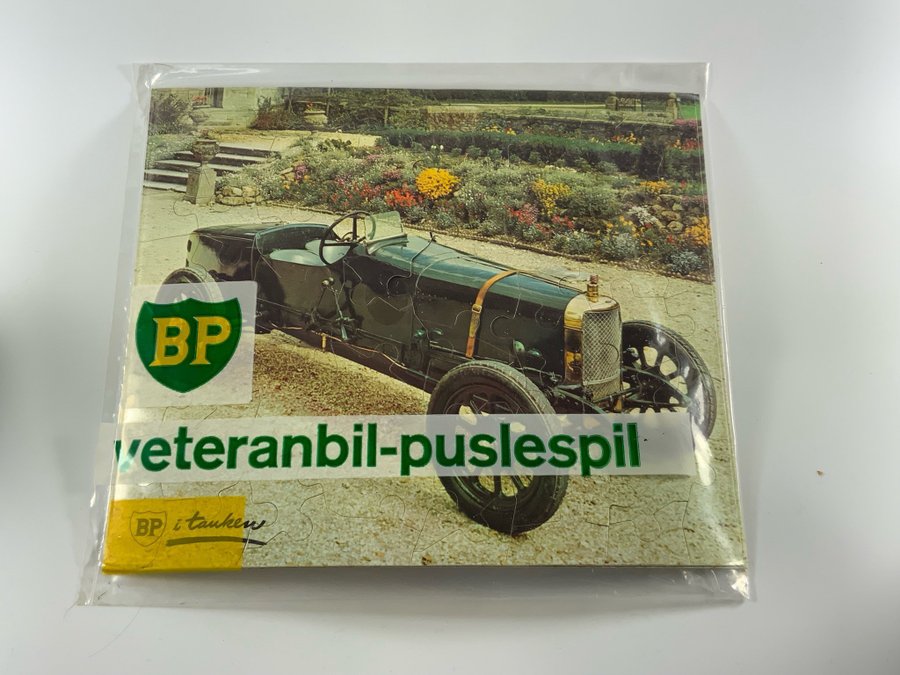 BP
veteranbil-puslespil
BP i tanken